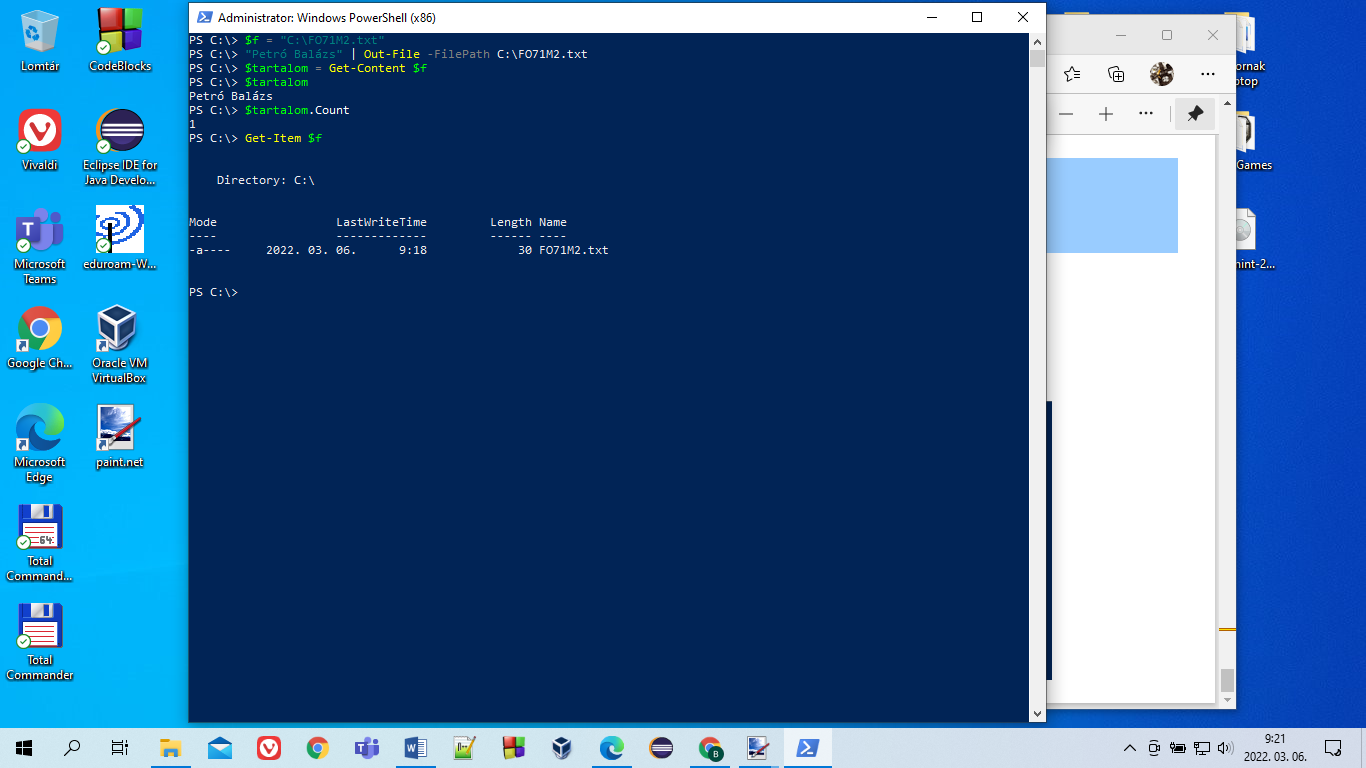 Administrator: Windows PowerShell (x86)
PS C:\> $f = "C:\FO71M2.txt"
PS C:\> "Petró Balázs" | Out-File -FilePath C:\FO71M2.txt
PS C:\> $tartalom = Get-Content $f
PS C:\> $tartalom
Petró Balázs
PS C:\> $tartalom.Count
1
PS C:\> Get-Item $f
Directory: C:\
Mode LastWriteTime Length Name
---- ------------- ------ ----
-a---- 2022. 03. 06. 9:18 30 FO71M2.txt
PS C:\>
Lomtár
CodeBlocks
Vivaldi
Eclipse IDE for
Java Develo...
Microsoft
Teams
eduroam-W...
Google Ch...
Oracle VM
VirtualBox
Microsoft
Edge
paint.net
64
Total
Command...
Total
Commander
ornak
otop
Games
nint-2...
B
9:21
2022. 03. 06.